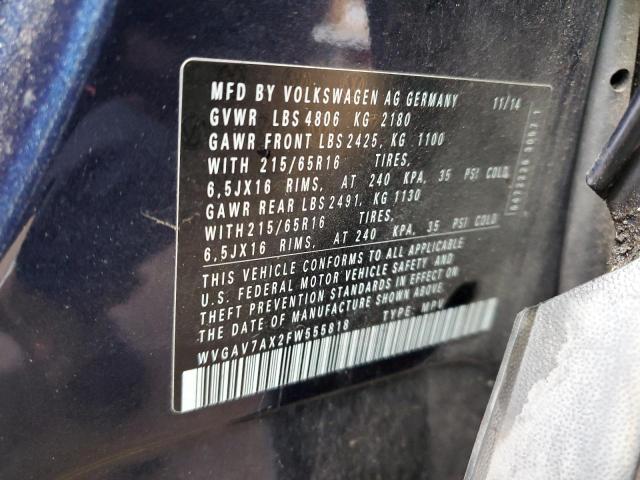 MFD BY VOLKSWAGEN AG GERMANY 11/14
GVWR LBS 4806 KG 2180
GAWR FRONT LBS 2425, KG 1100
WITH 215/65R16 TIRES,
6,5JX16 RIMS, AT 240 KPA, 35 PSI COLD
GAWR REAR LBS 2491, KG 1130
WITH215/65R16 TIRES,
6,5JX16 RIMS, AT 240 KPA, 35 PSI COLD
THIS VEHICLE CONFORMS TO ALL APPLICABLE
U.S. FEDERAL MOTOR VEHICLE SAFETY AND
THEFT PREVENTION STANDARDS IN EFFECT ON
THE DATE OF MANUFACTURE SHOWN ABOVE.
WVGAV7AX2FW555818 TYPE: MPV